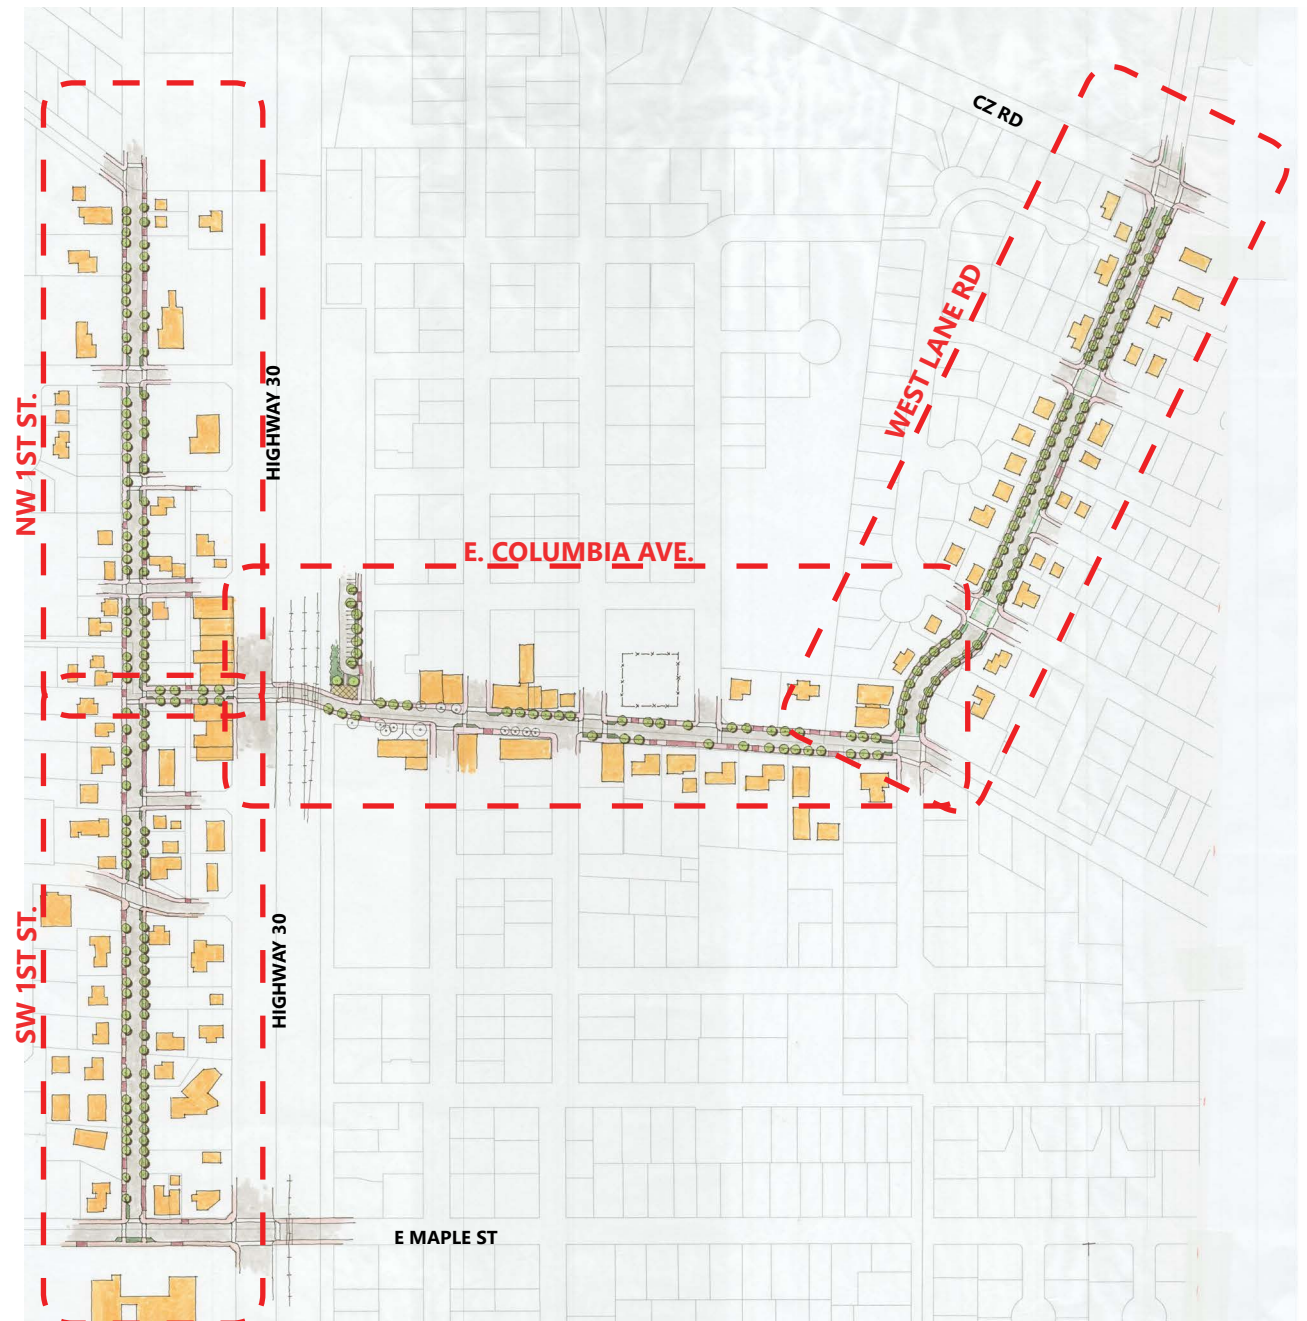 CZ RD
WEST LANE RD
HIGHWAY 30
NW 1ST ST.
E. COLUMBIA AVE.
SW 1ST ST.
HIGHWAY 30
E MAPLE ST